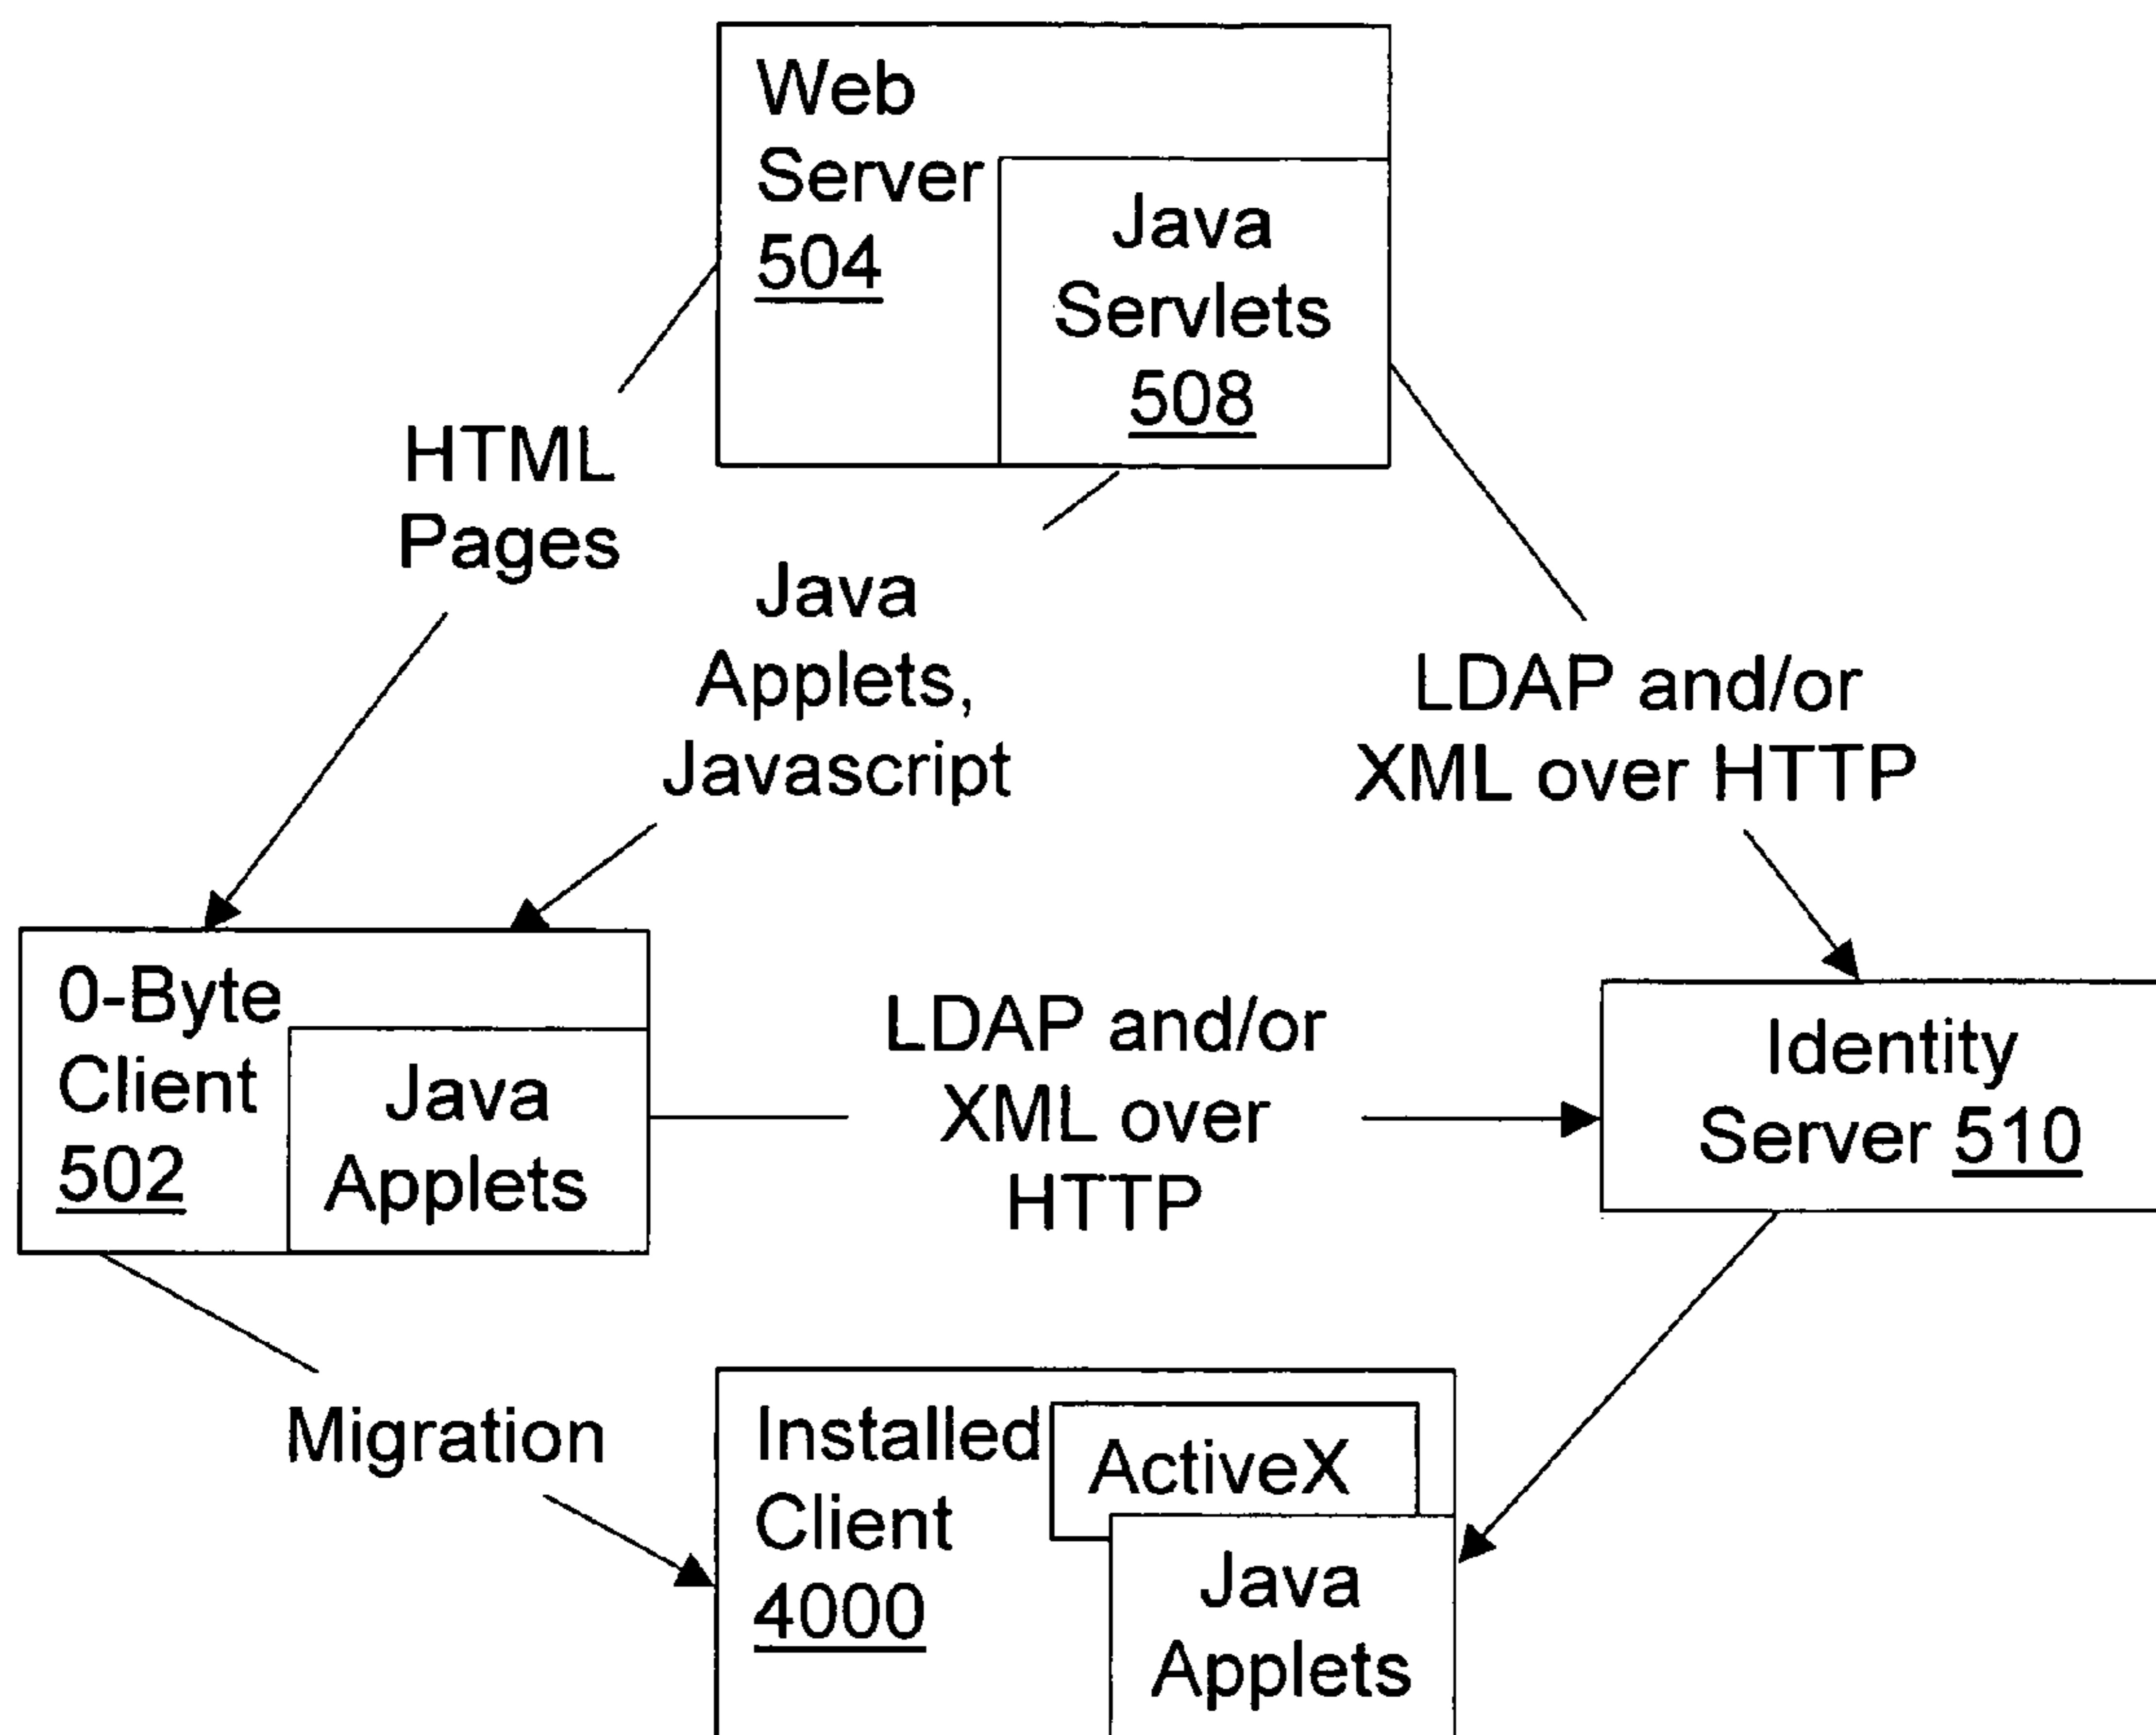 Web
Server
504
Java
Servlets
508
HTML
Pages
Java
Applets,
Javascript
LDAP and/or
XML over HTTP
0-Byte
Client
502
Java
Applets
LDAP and/or
XML over
HTTP
Identity
Server 510
Migration
Installed
Client
4000
ActiveX
Java
Applets